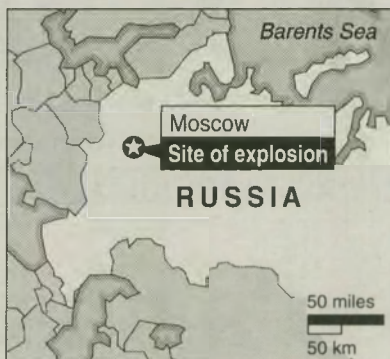 Barents Sea
Moscow
Site of explosion
RUSSIA
50 miles
50 km